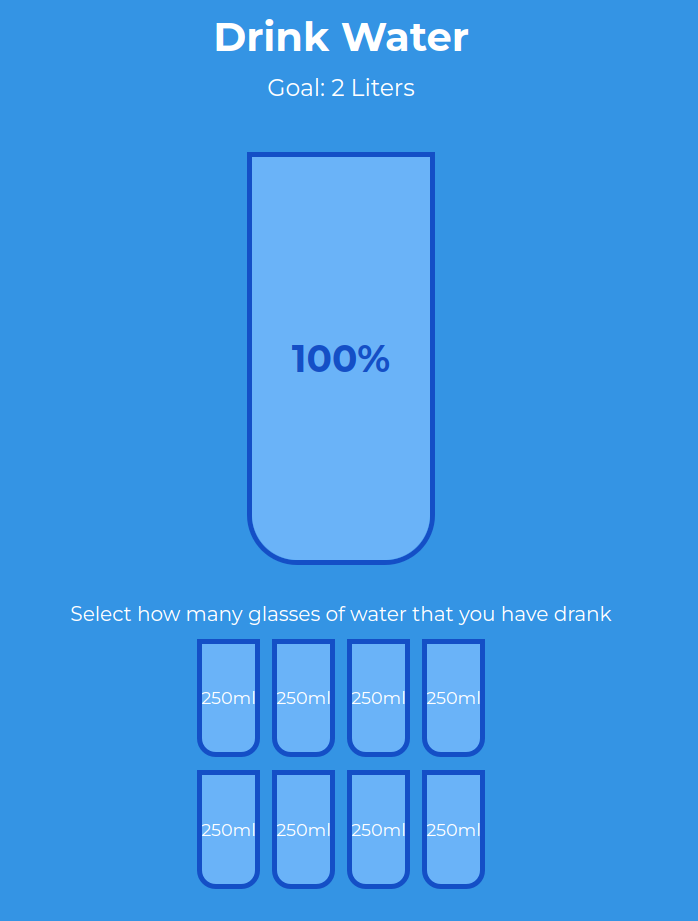 Drink Water
Goal: 2 Liters
100%
Select how many glasses of water that you have drank
250ml 250ml 250ml 250ml
250ml 250ml 250ml 250ml